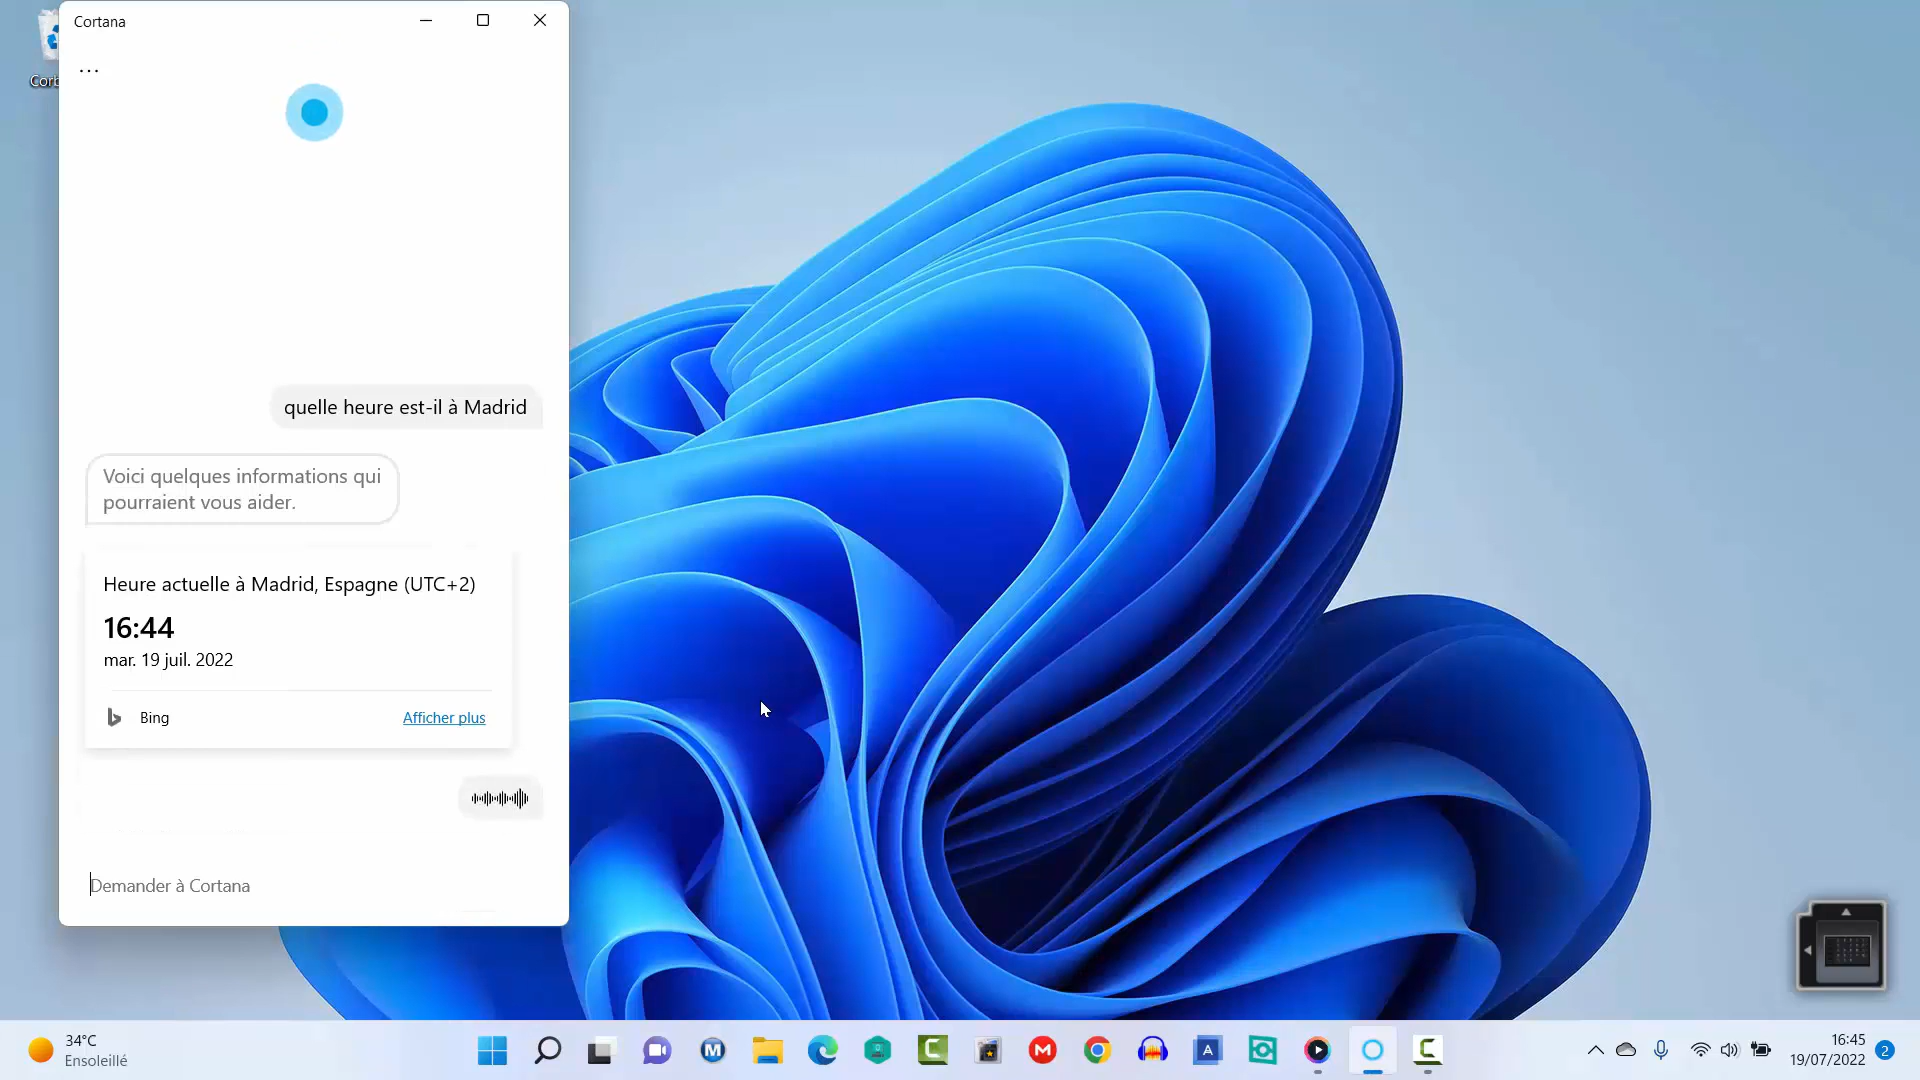 Cortana
...
quelle heure est-il à Madrid
Voici quelques informations qui
pourraient vous aider.
Heure actuelle à Madrid, Espagne (UTC+2)
16:44
mar. 19 juil. 2022
Bing
Afficher plus
Demander à Cortana
34°C
Ensoleillé
16:45
19/07/2022
2